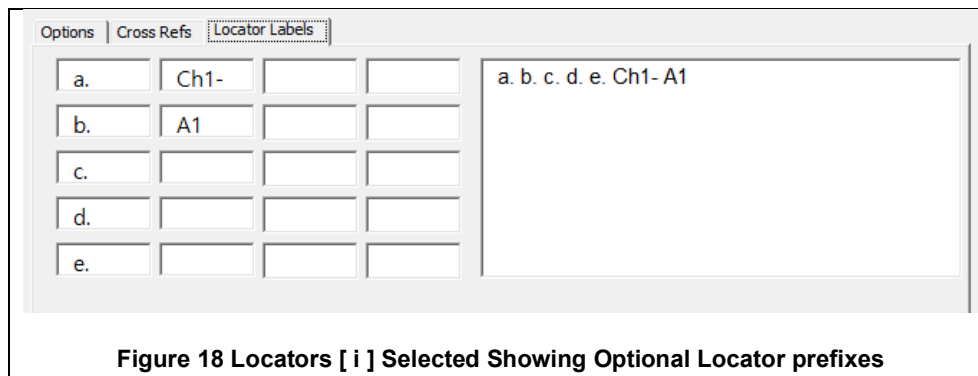 Options Cross Refs Locator Labels
a. Ch1- a. b. c. d. e. Ch1- A1
b. A1
c.
d.
e.
Figure 18 Locators [ i ] Selected Showing Optional Locator prefixes